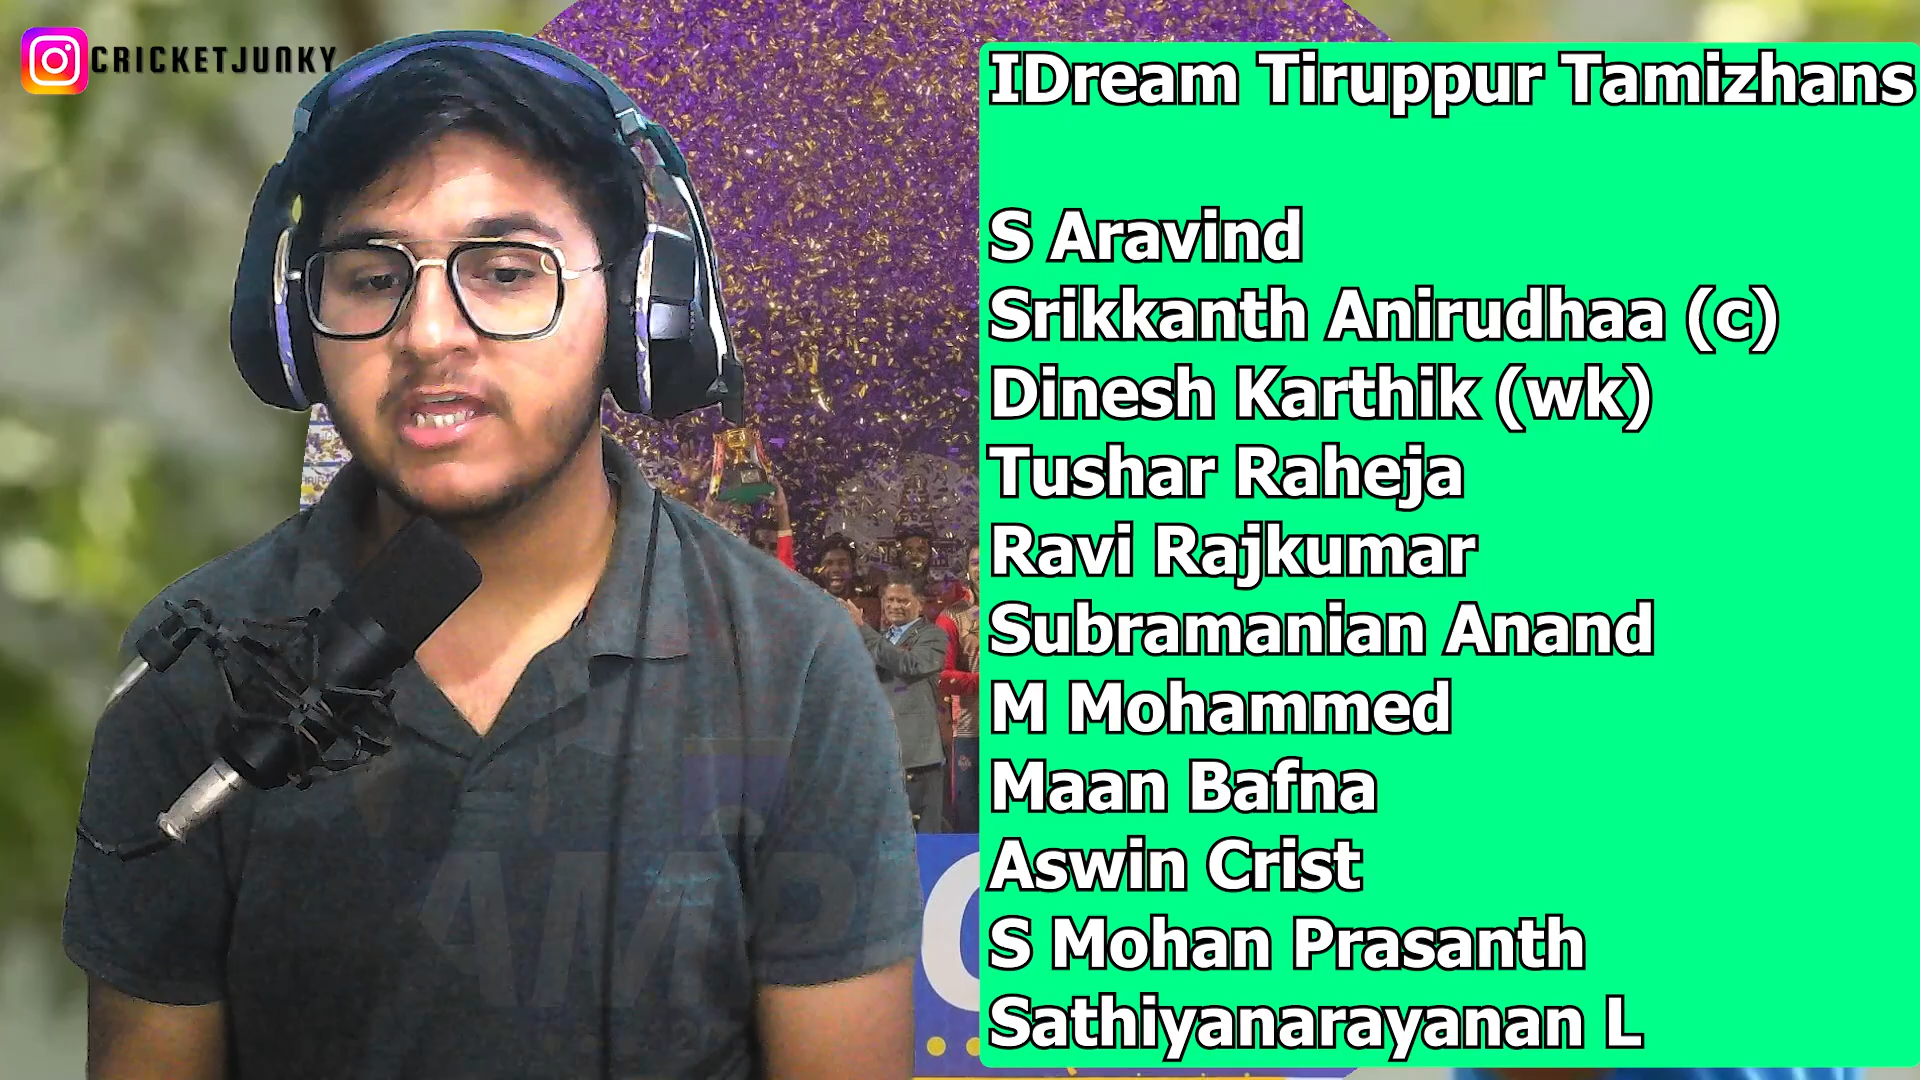 CRICKETJUNKY
IDream Tiruppur Tamizhans
S Aravind
Srikkanth Anirudhaa (c)
Dinesh Karthik (wk)
Tushar Raheja
Ravi Rajkumar
Subramanian Anand
M Mohammed
Maan Bafna
Aswin Crist
S Mohan Prasanth
Sathiyanarayanan L